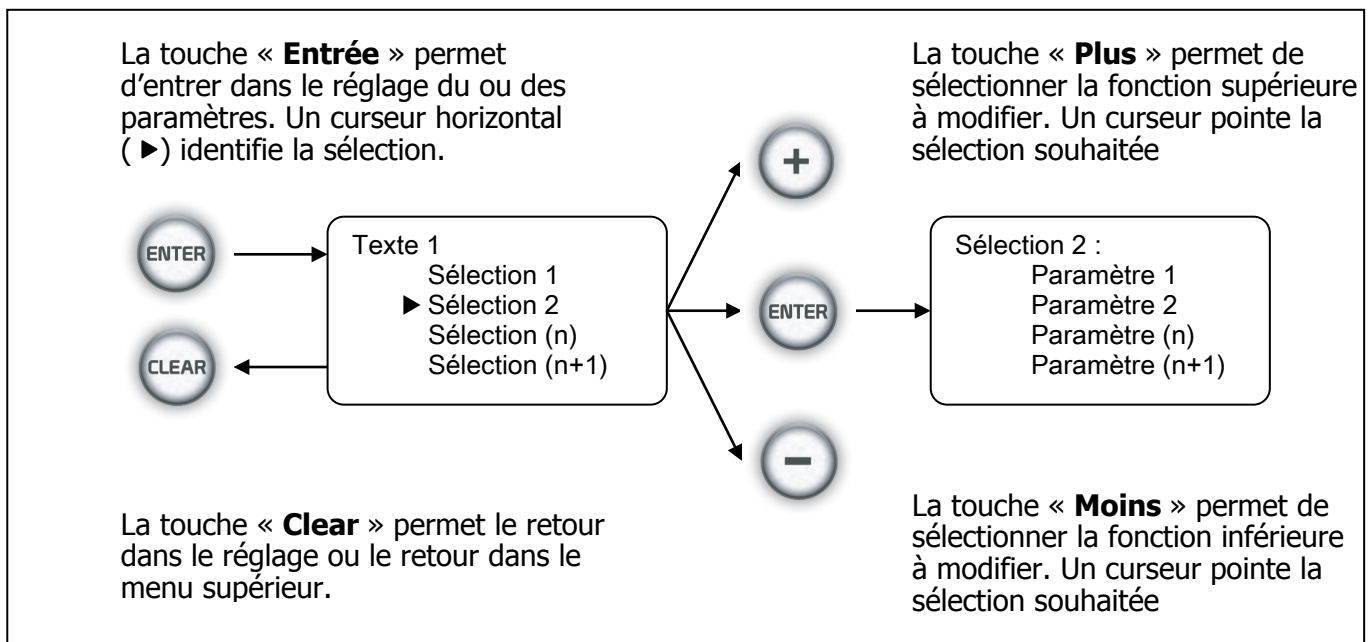 La touche « Entrée » permet
d’entrer dans le réglage du ou des
paramètres. Un curseur horizontal
( ▶) identifie la sélection.
La touche « Plus » permet de
sélectionner la fonction supérieure
à modifier. Un curseur pointe la
sélection souhaitée
+
ENTER
CLEAR
Texte 1
Sélection 1
▶ Sélection 2
Sélection (n)
Sélection (n+1)
ENTER
Sélection 2 :
Paramètre 1
Paramètre 2
Paramètre (n)
Paramètre (n+1)
−
La touche « Clear » permet le retour
dans le réglage ou le retour dans le
menu supérieur.
La touche « Moins » permet de
sélectionner la fonction inférieure
à modifier. Un curseur pointe la
sélection souhaitée